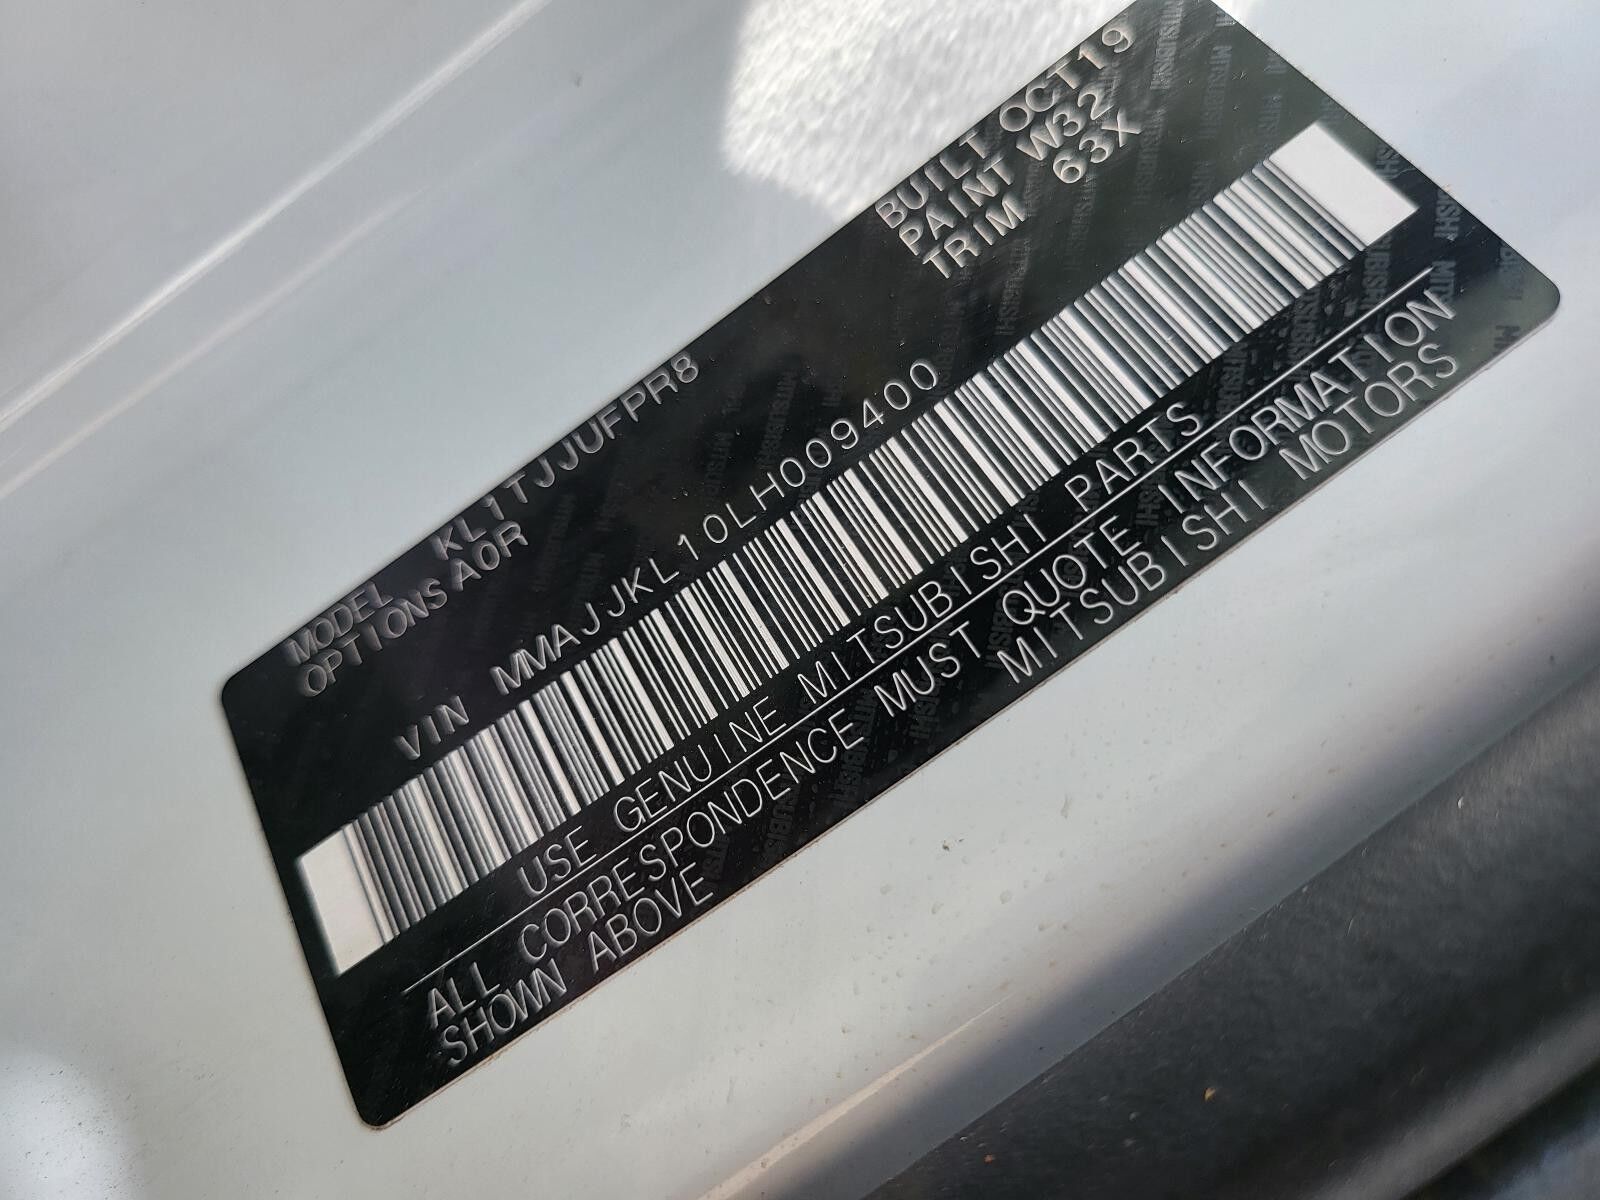 MODEL KL1TJJUFPR8
OPTIONS A0R
BUILT OCT19
PAINT W32
TRIM 63X
VIN MMAJJKL10LH009400
USE GENUINE MITSUBISHI PARTS
ALL CORRESPONDENCE MUST QUOTE INFORMATION
SHOWN ABOVE MITSUBISHI MOTORS